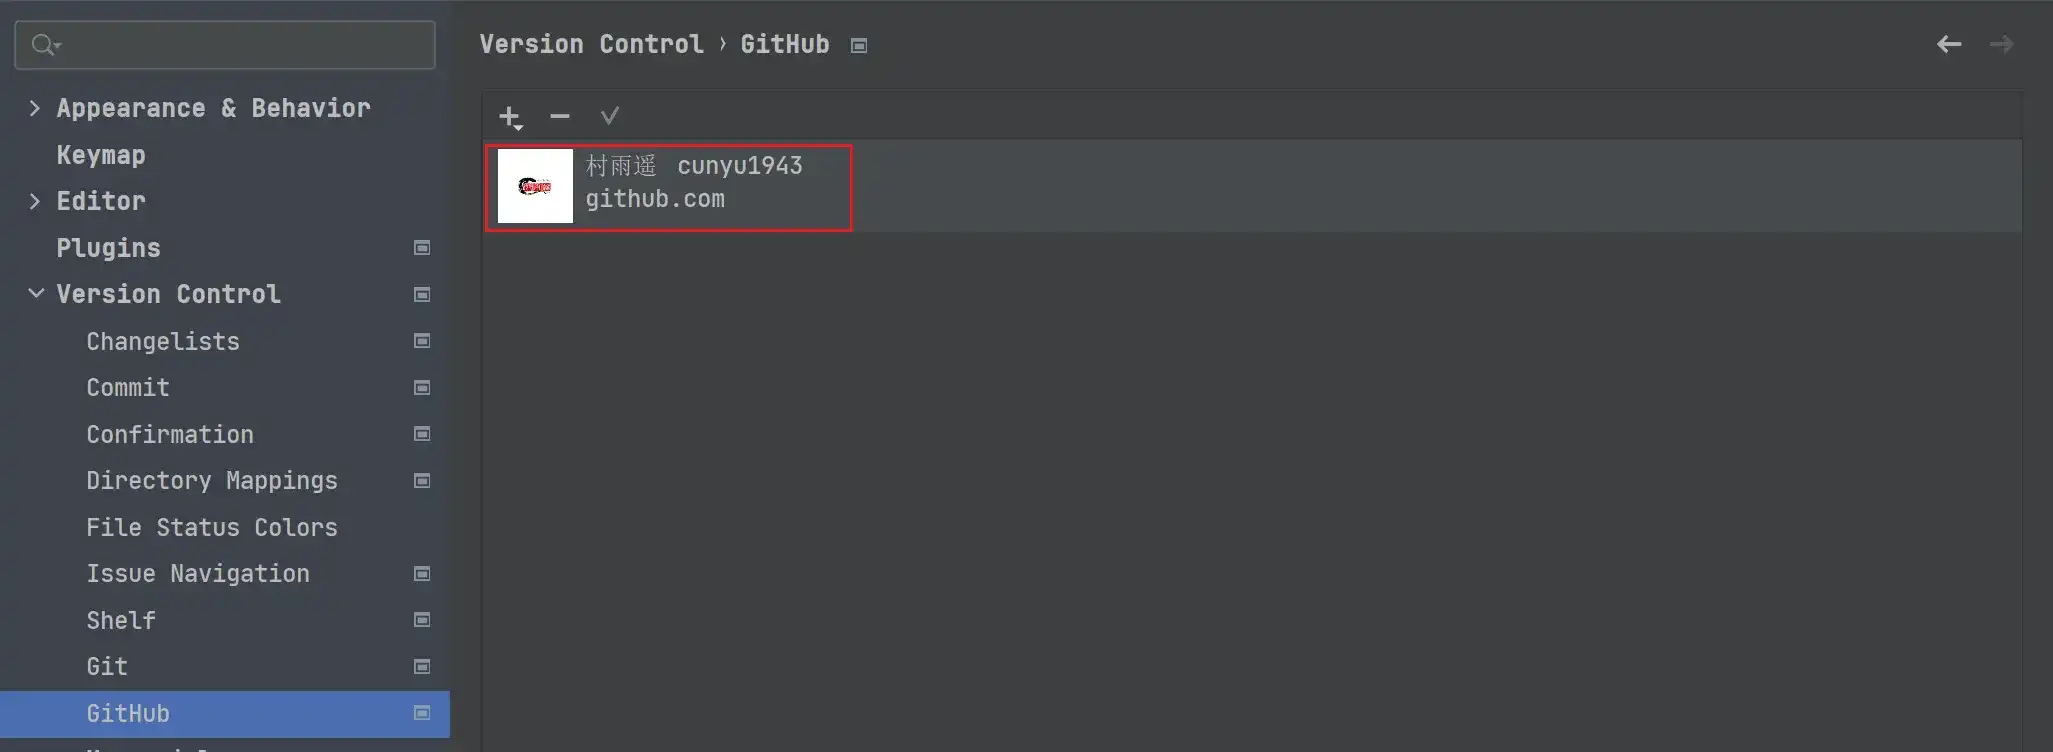 Version Control › GitHub
Appearance & Behavior
Keymap
Editor
Plugins
Version Control
Changelists
Commit
Confirmation
Directory Mappings
File Status Colors
Issue Navigation
Shelf
Git
GitHub
村雨遥 cunyu1943
github.com